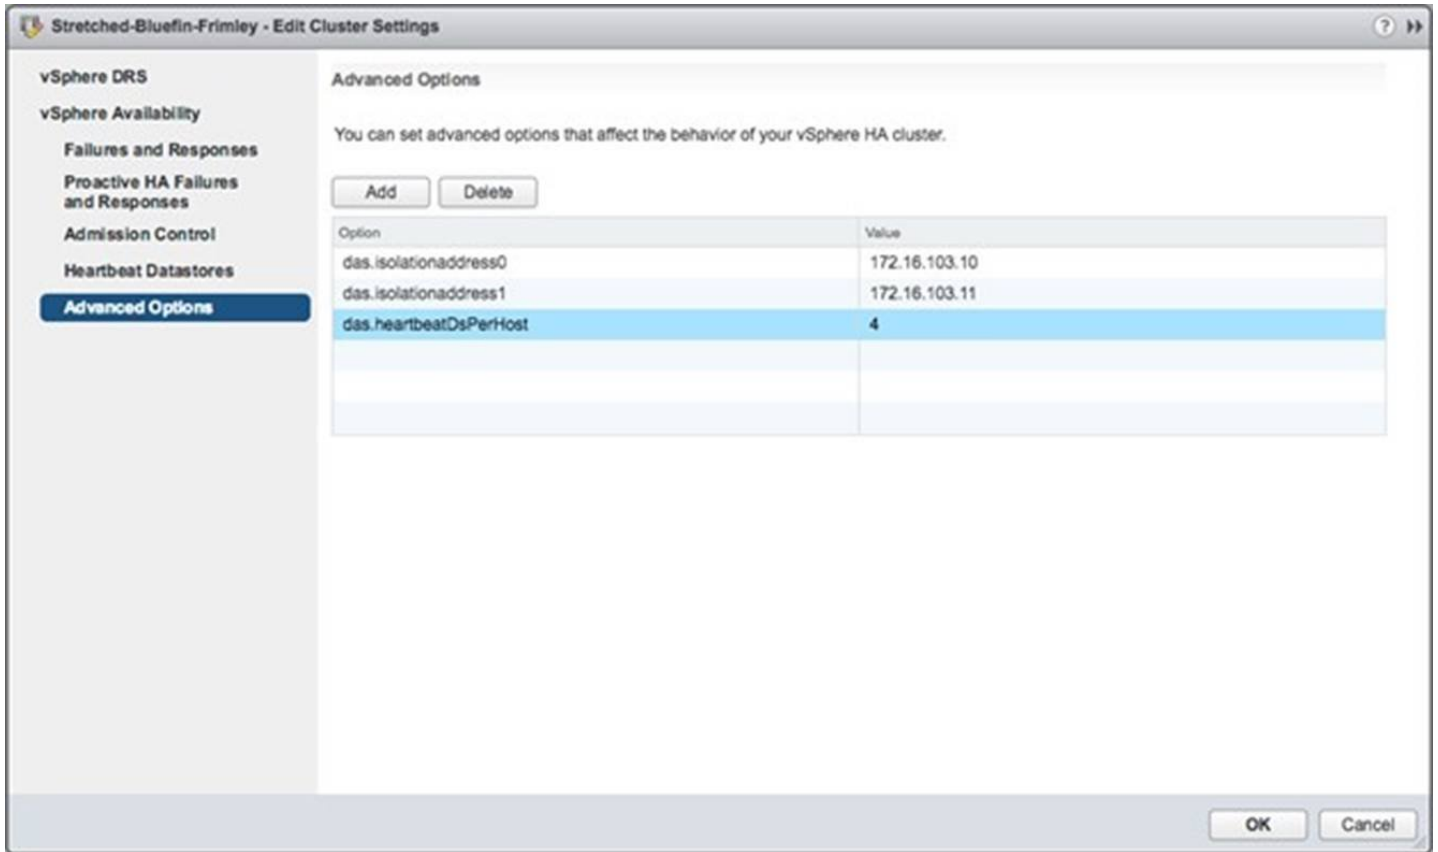 Stretched-Bluefin-Frimley - Edit Cluster Settings
?
vSphere DRS
vSphere Availability
Failures and Responses
Proactive HA Failures
and Responses
Admission Control
Heartbeat Datastores
Advanced Options
Advanced Options
You can set advanced options that affect the behavior of your vSphere HA cluster.
Add Delete
Option Value
das.isolationaddress0 172.16.103.10
das.isolationaddress1 172.16.103.11
das.heartbeatDsPerHost 4
OK Cancel